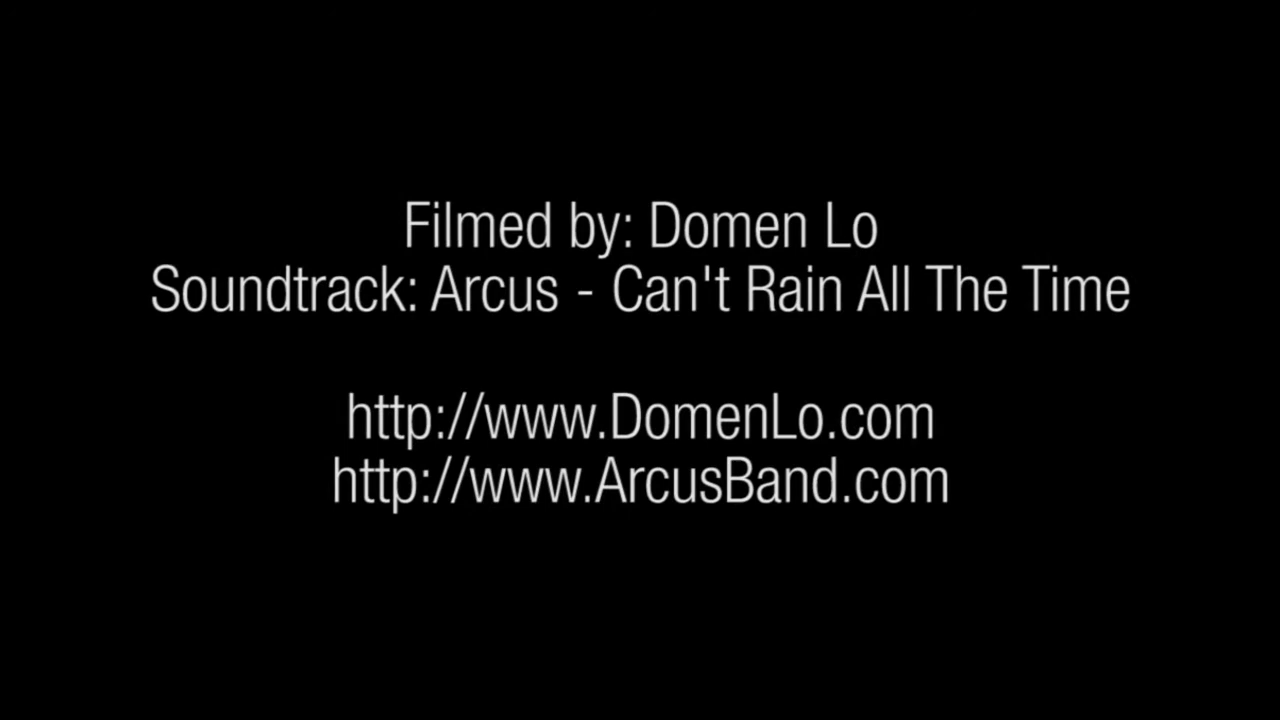 Filmed by: Domen Lo
Soundtrack: Arcus - Can't Rain All The Time
http://www.DomenLo.com
http://www.ArcusBand.com